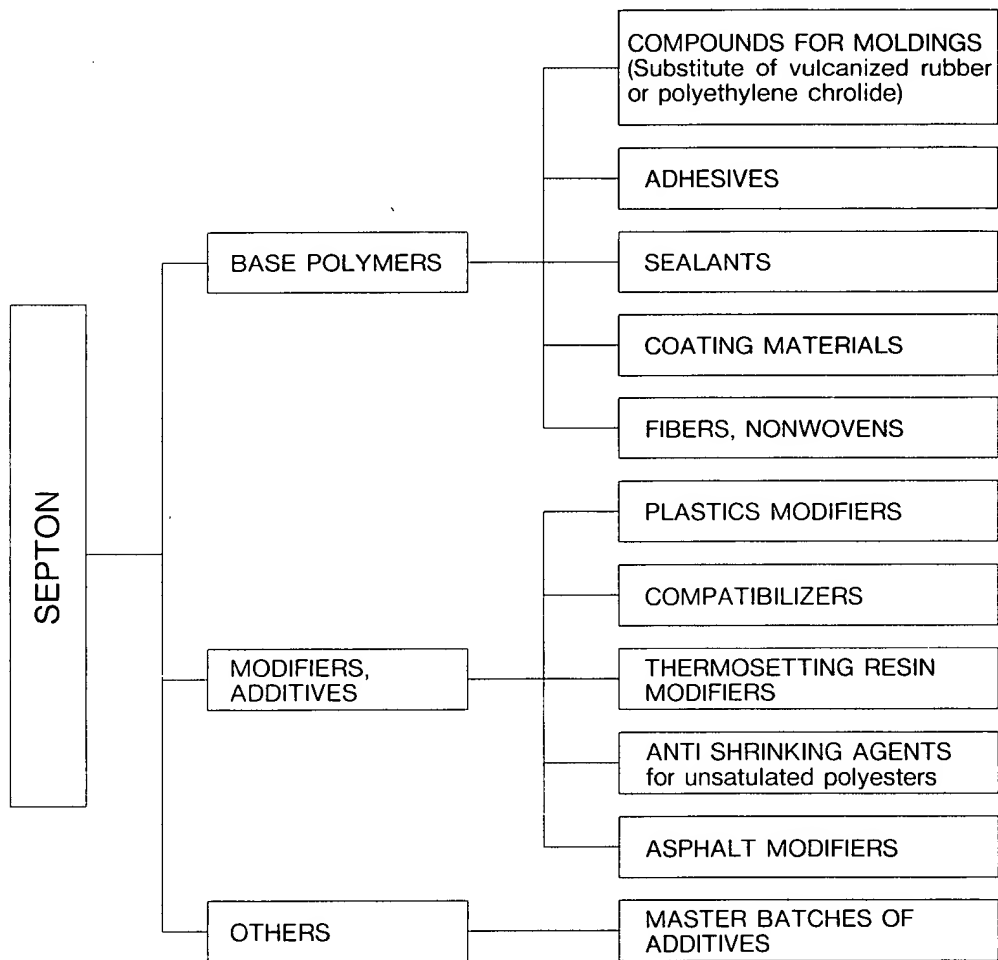 SEPTON
BASE POLYMERS
COMPOUNDS FOR MOLDINGS
(Substitute of vulcanized rubber
or polyethylene chrolide)
ADHESIVES
SEALANTS
COATING MATERIALS
FIBERS, NONWOVENS
MODIFIERS,
ADDITIVES
PLASTICS MODIFIERS
COMPATIBILIZERS
THERMOSETTING RESIN
MODIFIERS
ANTI SHRINKING AGENTS
for unsatulated polyesters
ASPHALT MODIFIERS
OTHERS
MASTER BATCHES OF
ADDITIVES